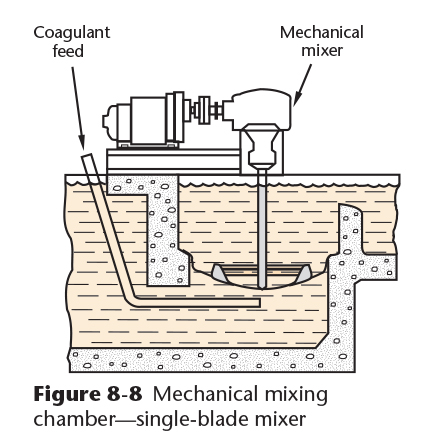 Coagulant
feed
Mechanical
mixer
Figure 8-8 Mechanical mixing
chamber—single-blade mixer